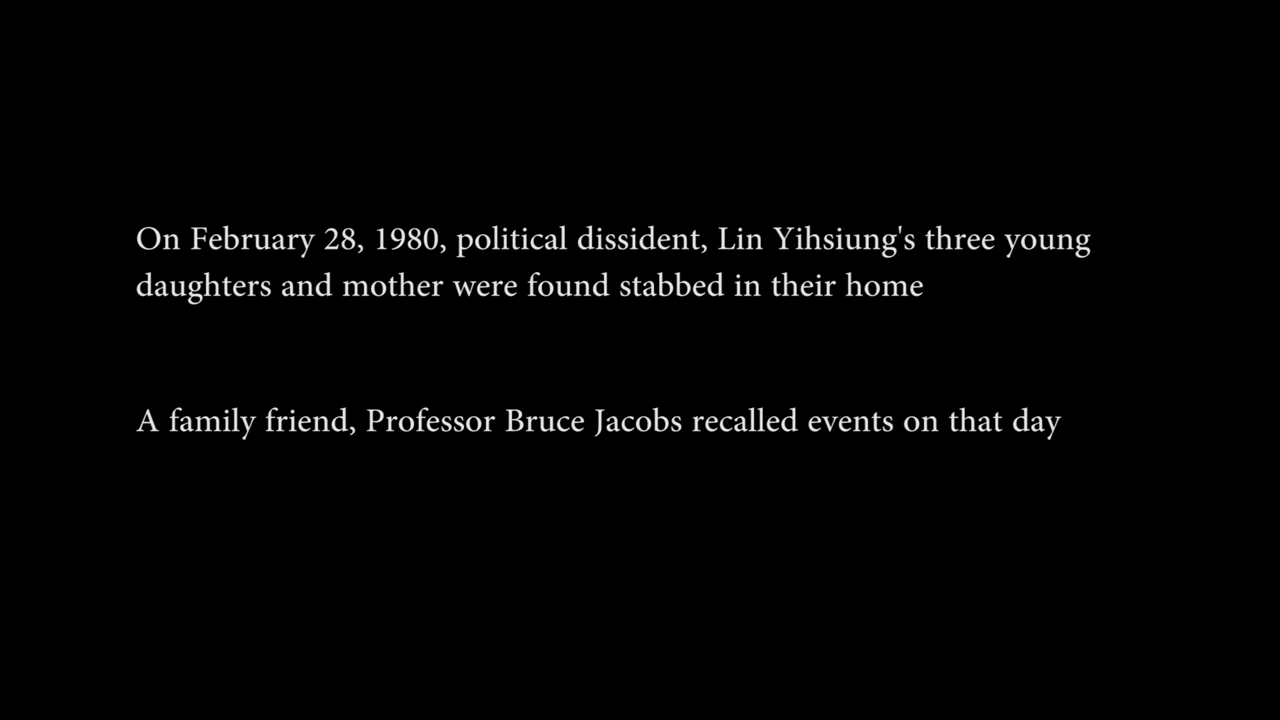 On February 28, 1980, political dissident, Lin Yihsiung's three young
daughters and mother were found stabbed in their home
A family friend, Professor Bruce Jacobs recalled events on that day